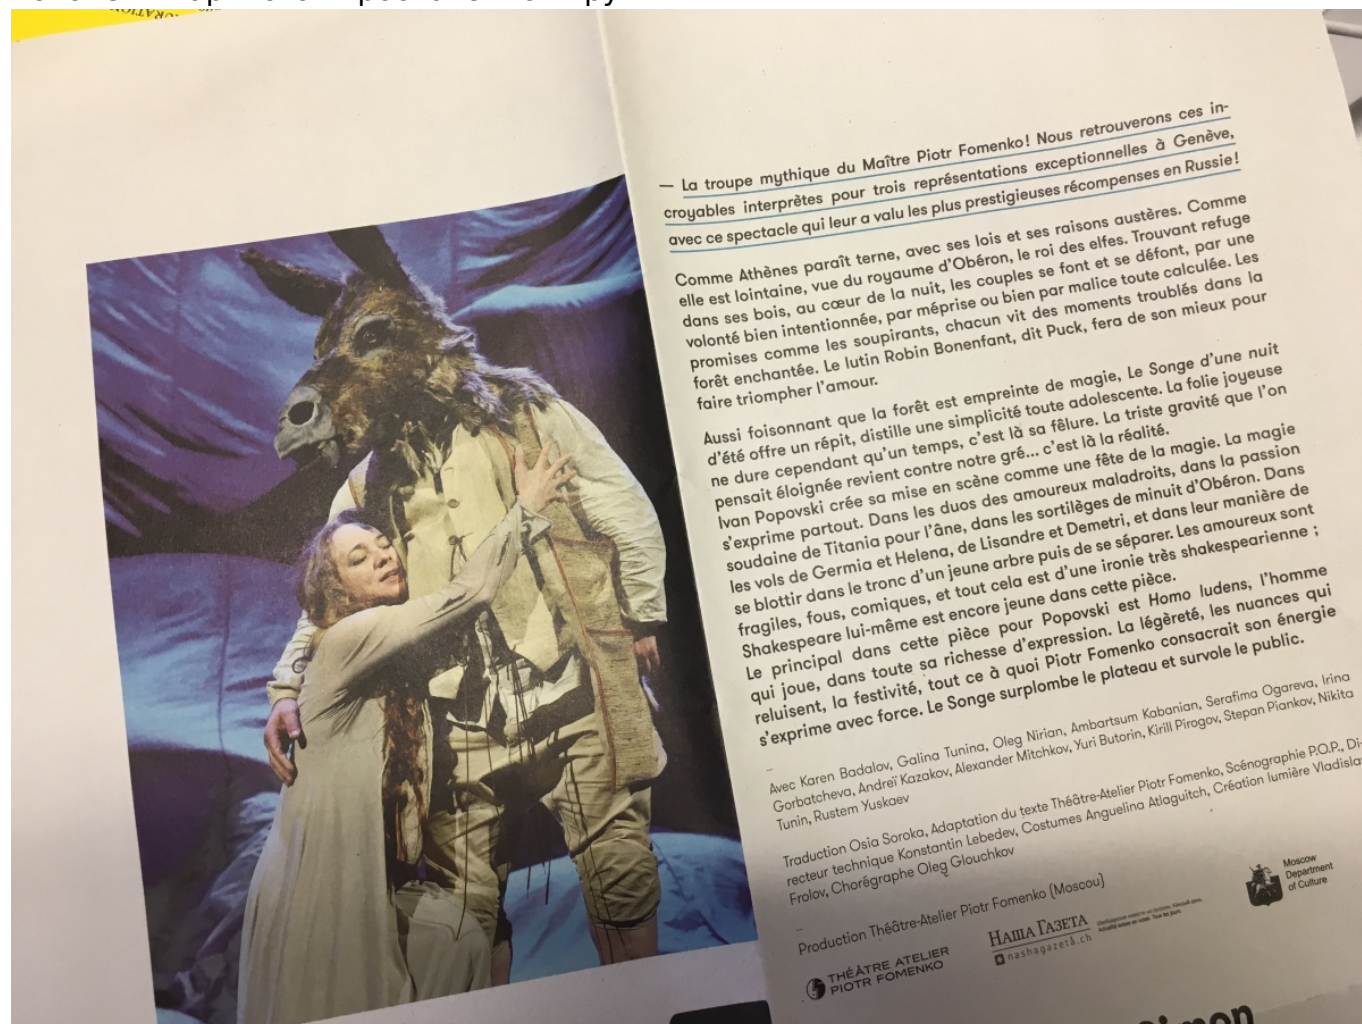 — La troupe mythique du Maître Piotr Fomenko! Nous retrouverons ces in-
croyables interprètes pour trois représentations exceptionnelles à Genève,
avec ce spectacle qui leur a valu les plus prestigieuses récompenses en Russie!
Comme Athènes paraît terne, avec ses lois et ses raisons austères. Comme
elle est lointaine, vue du royaume d'Obéron, le roi des elfes. Trouvant refuge
dans ses bois, au cœur de la nuit, les couples se font et se défont, par une
volonté bien intentionnée, par méprise ou bien par malice toute calculée. Les
promises comme les soupirants, chacun vit des moments troublés dans la
forêt enchantée. Le lutin Robin Bonenfant, dit Puck, fera de son mieux pour
faire triompher l'amour.
Aussi foisonnant que la forêt est empreinte de magie, Le Songe d'une nuit
d'été offre un répit, distille une simplicité toute adolescente. La folie joyeuse
ne dure cependant qu'un temps, c'est là sa fêlure. La triste gravité que l'on
pensait éloignée revient contre notre gré... c'est là la réalité.
Ivan Popovski crée sa mise en scène comme une fête de la magie. La magie
s'exprime partout. Dans les duos des amoureux maladroits, dans la passion
soudaine de Titania pour l'âne, dans les sortilèges de minuit d'Obéron. Dans
les vols de Germia et Helena, de Lisandre et Demetri, et dans leur manière de
se blottir dans le tronc d'un jeune arbre puis de se séparer. Les amoureux sont
fragiles, fous, comiques, et tout cela est d'une ironie très shakespearienne ;
Shakespeare lui-même est encore jeune dans cette pièce.
Le principal dans cette pièce pour Popovski est Homo ludens, l'homme
qui joue, dans toute sa richesse d'expression. La légèreté, les nuances qui
reluisent, la festivité, tout ce à quoi Piotr Fomenko consacrait son énergie
s'exprime avec force. Le Songe surplombe le plateau et survole le public.
–
Avec Karen Badalov, Galina Tunina, Oleg Nirian, Ambartsum Kabanian, Serafima Ogareva, Irina
Gorbatcheva, Andreï Kazakov, Alexander Mitchkov, Yuri Butorin, Kirill Pirogov, Stepan Piankov, Nikita
Tunin, Rustem Yuskaev
Traduction Osia Soroka, Adaptation du texte Théâtre-Atelier Piotr Fomenko, Scénographie P.O.P., Di-
recteur technique Konstantin Lebedev, Costumes Anguelina Atlaguitch, Création lumière Vladisla
Frolov, Chorégraphe Oleg Glouchkov
–
Production Théâtre-Atelier Piotr Fomenko (Moscou)
THÉÂTRE ATELIER
PIOTR FOMENKO
НАША ГАЗЕТА
nashagazeta.ch
Moscow
Department
of Culture